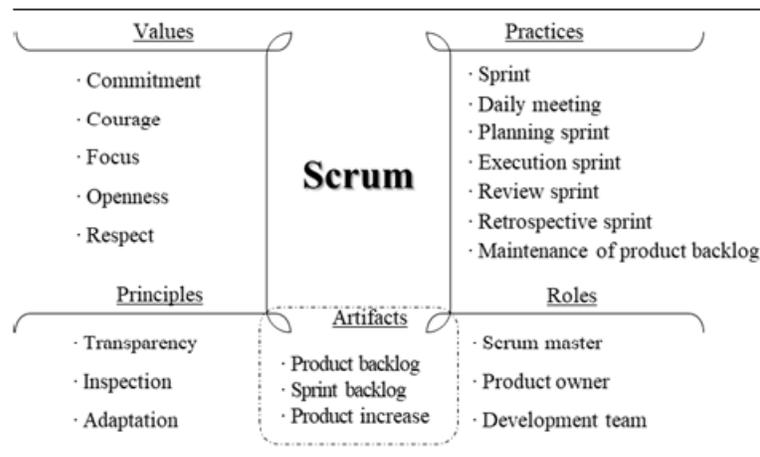 Values
· Commitment
· Courage
· Focus
· Openness
· Respect
Scrum
Practices
· Sprint
· Daily meeting
· Planning sprint
· Execution sprint
· Review sprint
· Retrospective sprint
· Maintenance of product backlog
Principles
· Transparency
· Inspection
· Adaptation
Artifacts
· Product backlog
· Sprint backlog
· Product increase
Roles
· Scrum master
· Product owner
· Development team